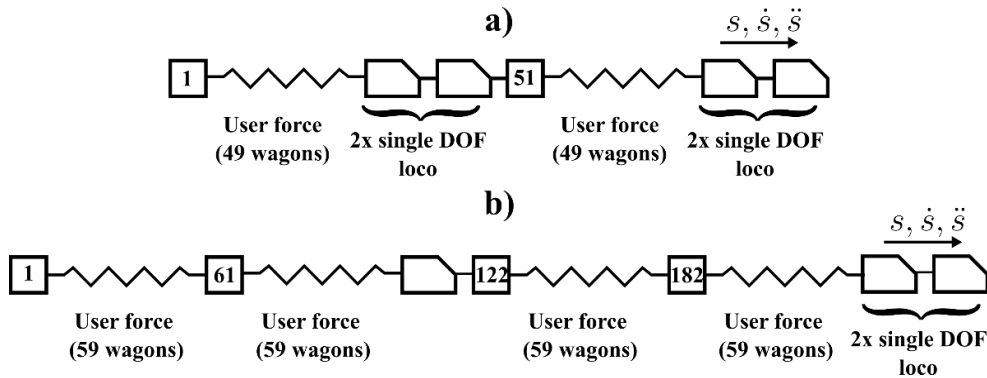 a)
s, ṡ, s̈
1
51
User force
(49 wagons)
2x single DOF
loco
User force
(49 wagons)
2x single DOF
loco
b)
s, ṡ, s̈
1
61
122
182
User force
(59 wagons)
User force
(59 wagons)
User force
(59 wagons)
User force
(59 wagons)
2x single DOF
loco